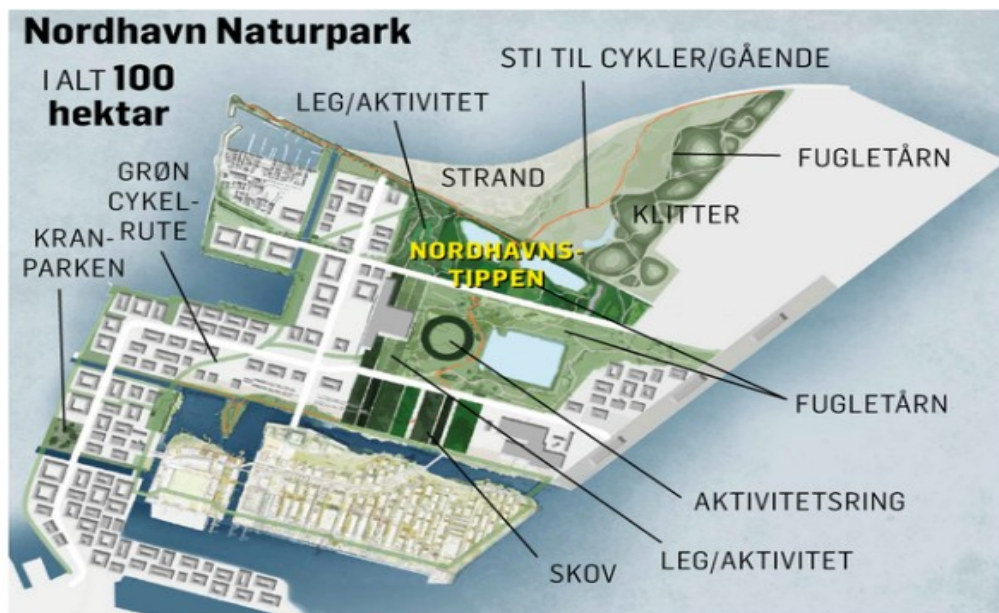 Nordhavn Naturpark
I ALT 100
hektar
LEG/AKTIVITET
STI TIL CYKLER/GÅENDE
GRØN
CYKEL-
RUTE
KRAN-
PARKEN
STRAND
FUGLETÅRN
KLITTER
NORDHAVNS-
TIPPEN
FUGLETÅRN
AKTIVITETSRING
LEG/AKTIVITET
SKOV